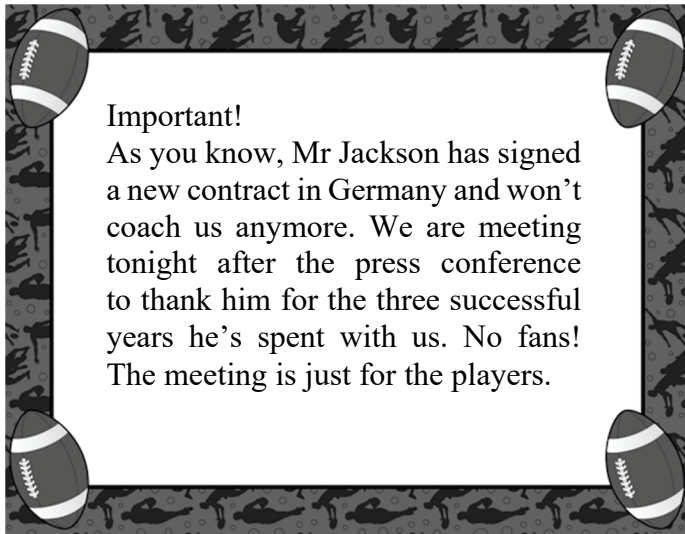 Important!
As you know, Mr Jackson has signed
a new contract in Germany and won’t
coach us anymore. We are meeting
tonight after the press conference
to thank him for the three successful
years he’s spent with us. No fans!
The meeting is just for the players.